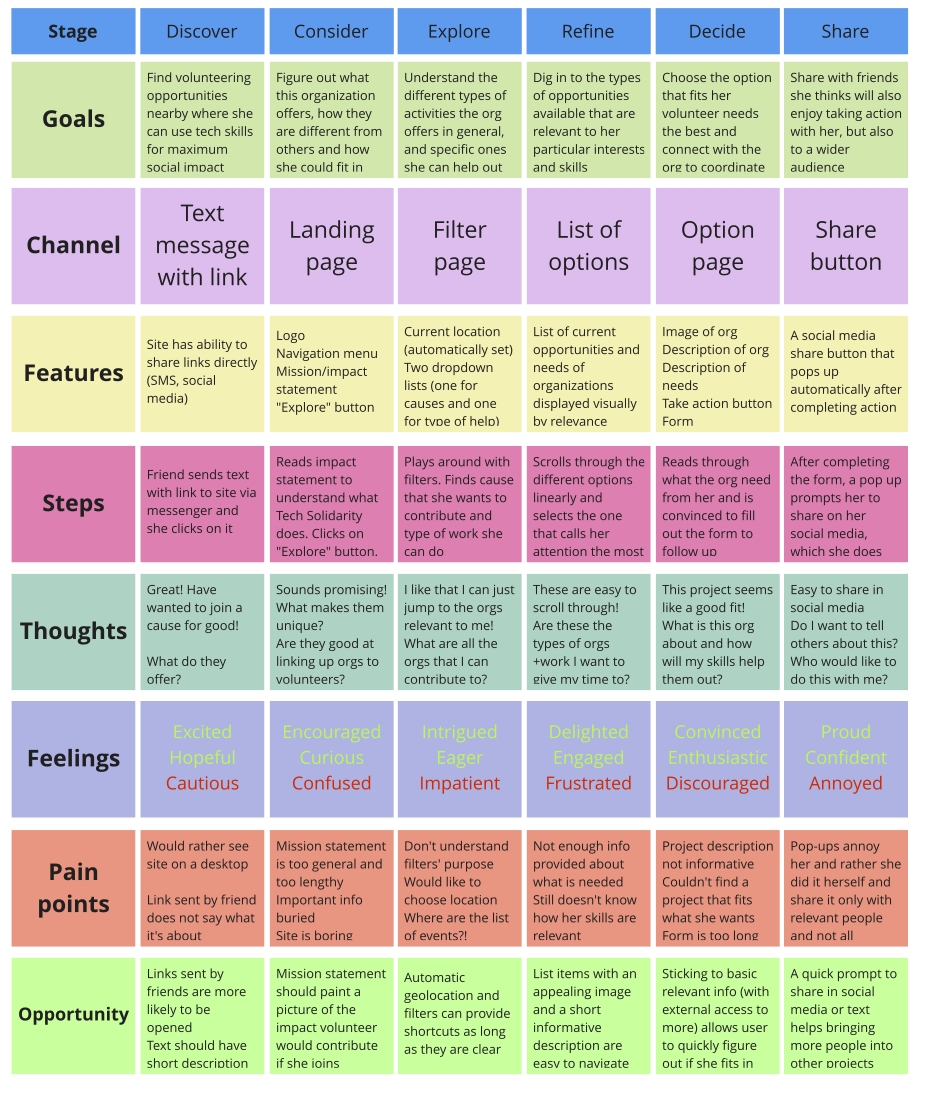 Stage
Discover
Consider
Explore
Refine
Decide
Share
Goals
Find volunteering
opportunities
nearby where she
can use tech skills
for maximum
social impact
Figure out what
this organization
offers, how they
are different from
others and how
she could fit in
Understand the
different types of
activities the org
offers in general,
and specific ones
she can help out
Dig in to the types
of opportunities
available that are
relevant to her
particular interests
and skills
Choose the option
that fits her
volunteer needs
the best and
connect with the
org to coordinate
Share with friends
she thinks will also
enjoy taking action
with her, but also
to a wider
audience
Channel
Text
message
with link
Landing
page
Filter
page
List of
options
Option
page
Share
button
Features
Site has ability to
share links directly
(SMS, social
media)
Logo
Navigation menu
Mission/impact
statement
"Explore" button
Current location
(automatically set)
Two dropdown
lists (one for
causes and one
for type of help)
List of current
opportunities and
needs of
organizations
displayed visually
by relevance
Image of org
Description of org
Description of
needs
Take action button
Form
A social media
share button that
pops up
automatically after
completing action
Steps
Friend sends text
with link to site via
messenger and
she clicks on it
Reads impact
statement to
understand what
Tech Solidarity
does. Clicks on
"Explore" button.
Plays around with
filters. Finds cause
that she wants to
contribute and
type of work she
can do
Scrolls through the
different options
linearly and
selects the one
that calls her
attention the most
Reads through
what the org need
from her and is
convinced to fill
out the form to
follow up
After completing
the form, a pop up
prompts her to
share on her
social media,
which she does
Thoughts
Great! Have
wanted to join a
cause for good!
What do they
offer?
Sounds promising!
What makes them
unique?
Are they good at
linking up orgs to
volunteers?
I like that I can just
jump to the orgs
relevant to me!
What are all the
orgs that I can
contribute to?
These are easy to
scroll through!
Are these the
types of orgs
+work I want to
give my time to?
This project seems
like a good fit!
What is this org
about and how
will my skills help
them out?
Easy to share in
social media
Do I want to tell
others about this?
Who would like to
do this with me?
Feelings
Excited
Hopeful
Cautious
Encouraged
Curious
Confused
Intrigued
Eager
Impatient
Delighted
Engaged
Frustrated
Convinced
Enthusiastic
Discouraged
Proud
Confident
Annoyed
Pain
points
Would rather see
site on a desktop
Link sent by friend
does not say what
it's about
Mission statement
is too general and
too lengthy
Important info
buried
Site is boring
Don't understand
filters' purpose
Would like to
choose location
Where are the list
of events?!
Not enough info
provided about
what is needed
Still doesn't know
how her skills are
relevant
Project description
not informative
Couldn't find a
project that fits
what she wants
Form is too long
Pop-ups annoy
her and rather she
did it herself and
share it only with
relevant people
and not all
Opportunity
Links sent by
friends are more
likely to be
opened
Text should have
short description
Mission statement
should paint a
picture of the
impact volunteer
would contribute
if she joins
Automatic
geolocation and
filters can provide
shortcuts as long
as they are clear
List items with an
appealing image
and a short
informative
description are
easy to navigate
Sticking to basic
relevant info (with
external access to
more) allows user
to quickly figure
out if she fits in
A quick prompt to
share in social
media or text
helps bringing
more people into
other projects